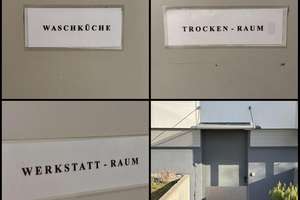 WASCHKÜCHE
TROCKEN - RAUM
WERKSTATT - RAUM